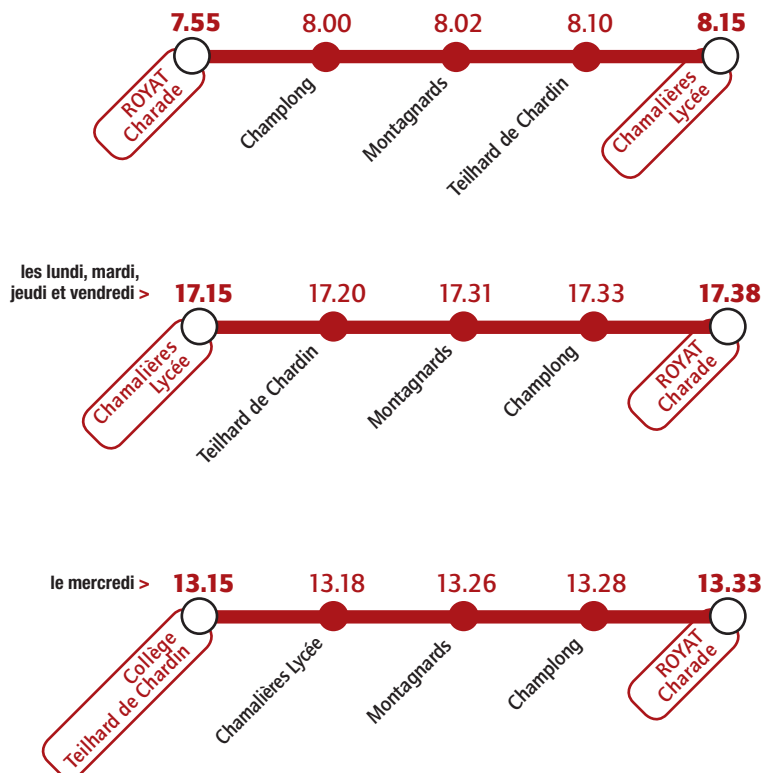 7.55 8.00 8.02 8.10 8.15
ROYAT
Charade
Champlong
Montagnards
Teilhard de Chardin
Chamalières
Lycée
les lundi, mardi,
jeudi et vendredi > 17.15 17.20 17.31 17.33 17.38
Chamalières
Lycée
Teilhard de Chardin
Montagnards
Champlong
ROYAT
Charade
le mercredi > 13.15 13.18 13.26 13.28 13.33
Collège
Teilhard de Chardin
Chamalières Lycée
Montagnards
Champlong
ROYAT
Charade